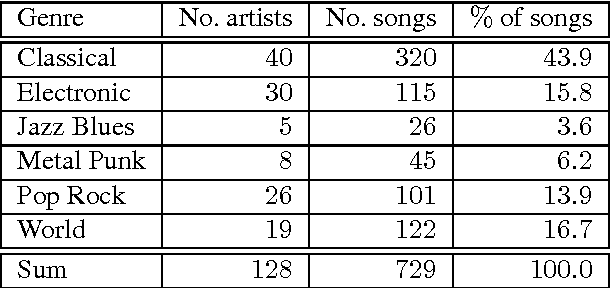 Genre No. artists No. songs % of songs
Classical 40 320 43.9
Electronic 30 115 15.8
Jazz Blues 5 26 3.6
Metal Punk 8 45 6.2
Pop Rock 26 101 13.9
World 19 122 16.7
Sum 128 729 100.0